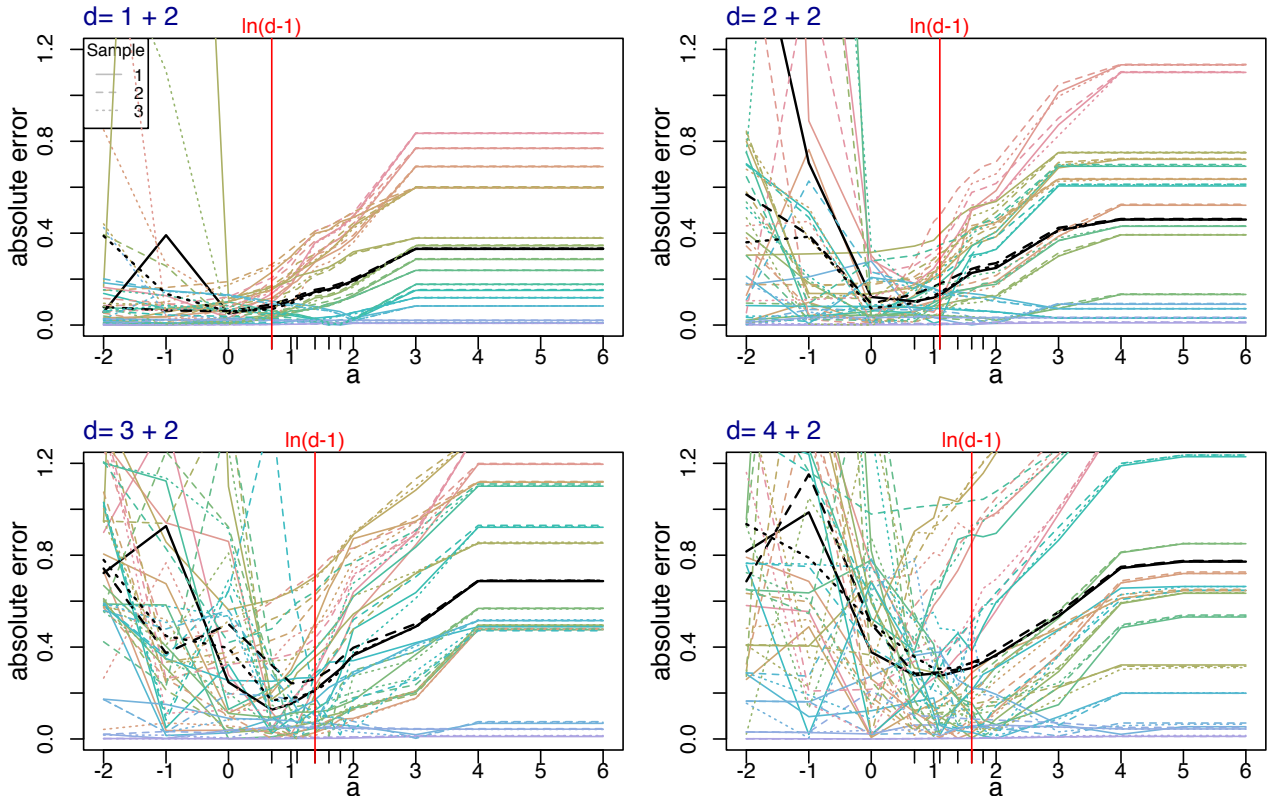 d= 1 + 2
ln(d-1)
Sample
1
2
3
absolute error
0.0 0.4 0.8 1.2
-2 -1 0 1 2 3 4 5 6
a
d= 2 + 2
ln(d-1)
absolute error
0.0 0.4 0.8 1.2
-2 -1 0 1 2 3 4 5 6
a
d= 3 + 2
ln(d-1)
absolute error
0.0 0.4 0.8 1.2
-2 -1 0 1 2 3 4 5 6
a
d= 4 + 2
ln(d-1)
absolute error
0.0 0.4 0.8 1.2
-2 -1 0 1 2 3 4 5 6
a